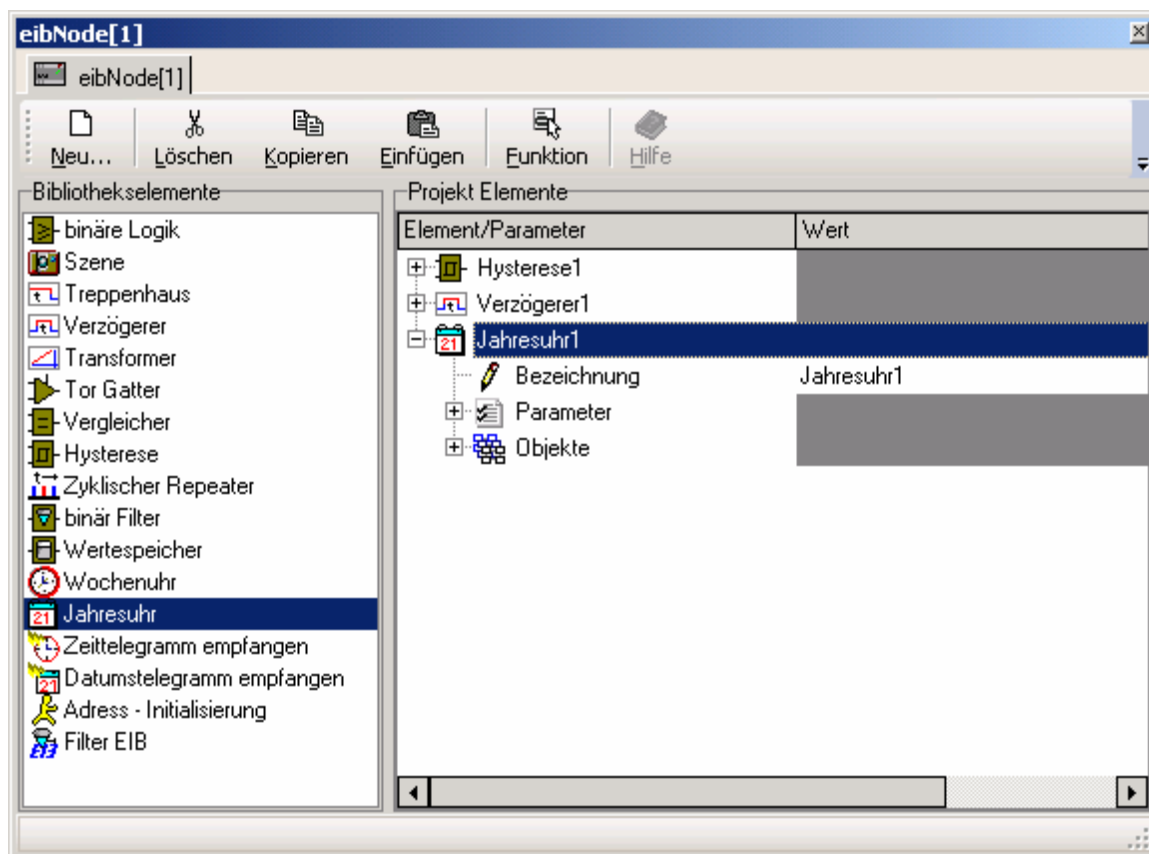 eibNode[1]
eibNode[1]
Neu... Löschen Kopieren Einfügen Funktion Hilfe
Bibliothekselemente
binäre Logik
Szene
Treppenhaus
Verzögerer
Transformer
Tor Gatter
Vergleicher
Hysterese
Zyklischer Repeater
binär Filter
Wertespeicher
Wochenuhr
Jahresuhr
Zeittelegramm empfangen
Datumstelegramm empfangen
Adress - Initialisierung
Filter EIB
Projekt Elemente
Element/Parameter Wert
Hysterese1
Verzögerer1
Jahresuhr1
Bezeichnung Jahresuhr1
Parameter
Objekte